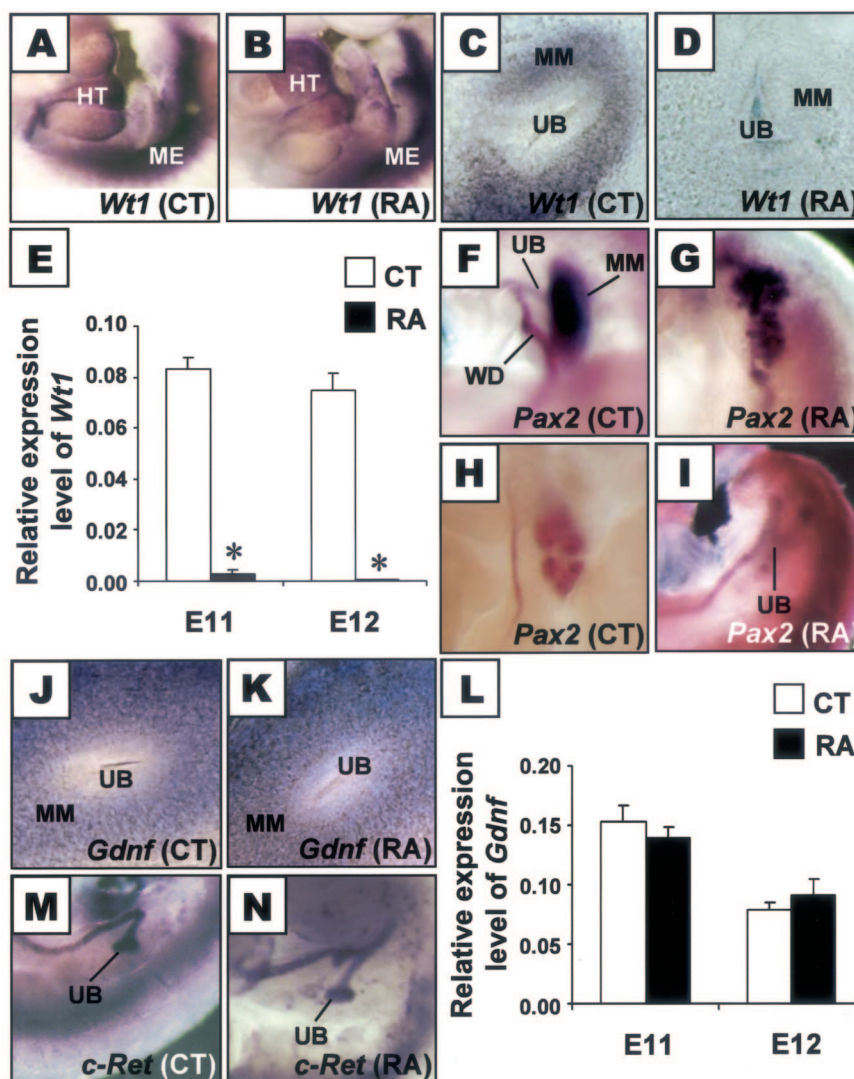 A
HT
ME
Wt1 (CT)
B
HT
ME
Wt1 (RA)
C
MM
UB
Wt1 (CT)
D
MM
UB
Wt1 (RA)
E
CT
RA
Relative expression
level of Wt1
0.10
0.08
0.06
0.04
0.02
0.00
*
*
E11
E12
F
UB
MM
WD
Pax2 (CT)
G
Pax2 (RA)
H
Pax2 (CT)
I
UB
Pax2 (RA)
J
UB
MM
Gdnf (CT)
K
UB
MM
Gdnf (RA)
L
CT
RA
Relative expression
level of Gdnf
0.20
0.15
0.10
0.05
0.00
E11
E12
M
UB
c-Ret (CT)
N
UB
c-Ret (RA)